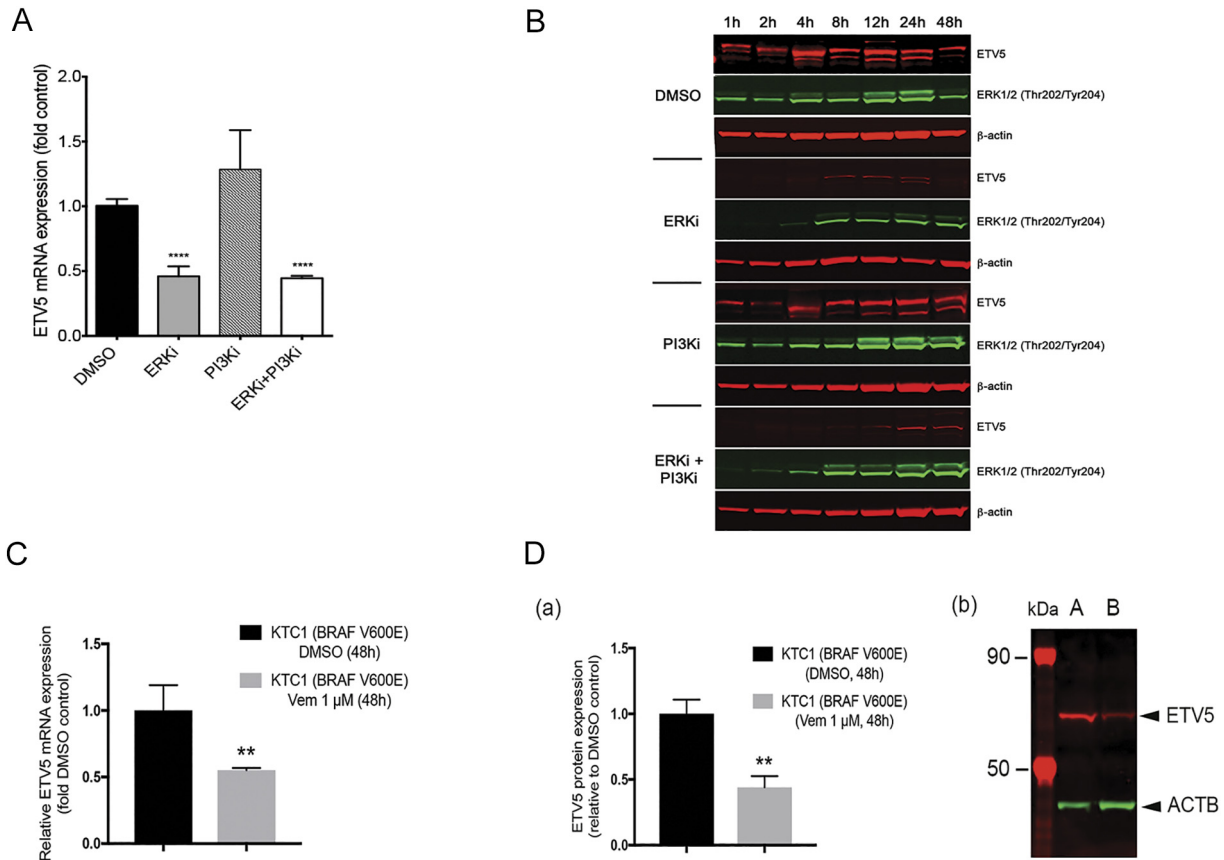 A
ETV5 mRNA expression (fold control)
2.0
1.5
1.0
0.5
0.0
****
****
DMSO
ERKi
PI3Ki
ERKi+PI3Ki
B
1h 2h 4h 8h 12h 24h 48h
DMSO
ETV5
ERK1/2 (Thr202/Tyr204)
β-actin
ERKi
ETV5
ERK1/2 (Thr202/Tyr204)
β-actin
PI3Ki
ETV5
ERK1/2 (Thr202/Tyr204)
β-actin
ERKi +
PI3Ki
ETV5
ERK1/2 (Thr202/Tyr204)
β-actin
C
Relative ETV5 mRNA expression
(fold DMSO control)
1.5
1.0
0.5
0.0
**
KTC1 (BRAF V600E)
DMSO (48h)
KTC1 (BRAF V600E)
Vem 1 µM (48h)
D
(a)
ETV5 protein expression
(relative to DMSO control)
1.5
1.0
0.5
0.0
**
KTC1 (BRAF V600E)
(DMSO, 48h)
KTC1 (BRAF V600E)
(Vem 1 µM, 48h)
(b)
kDa A B
90
50
ETV5
ACTB